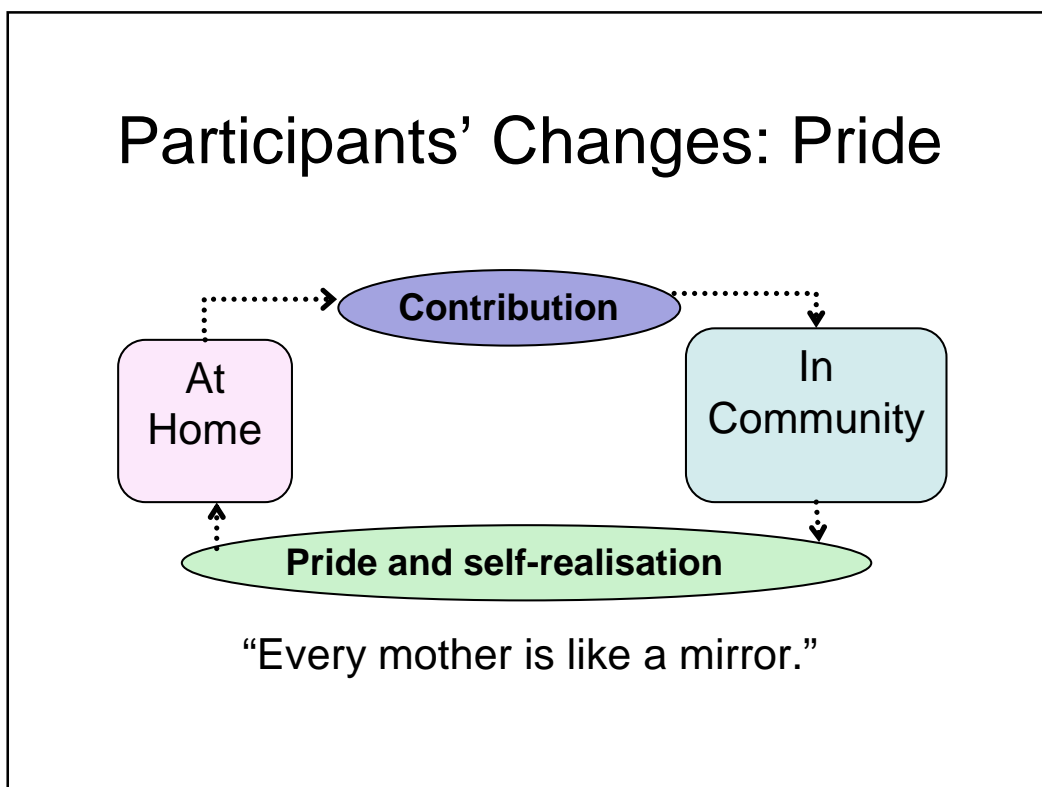 Participants’ Changes: Pride
Contribution
At
Home
In
Community
Pride and self-realisation
“Every mother is like a mirror.”